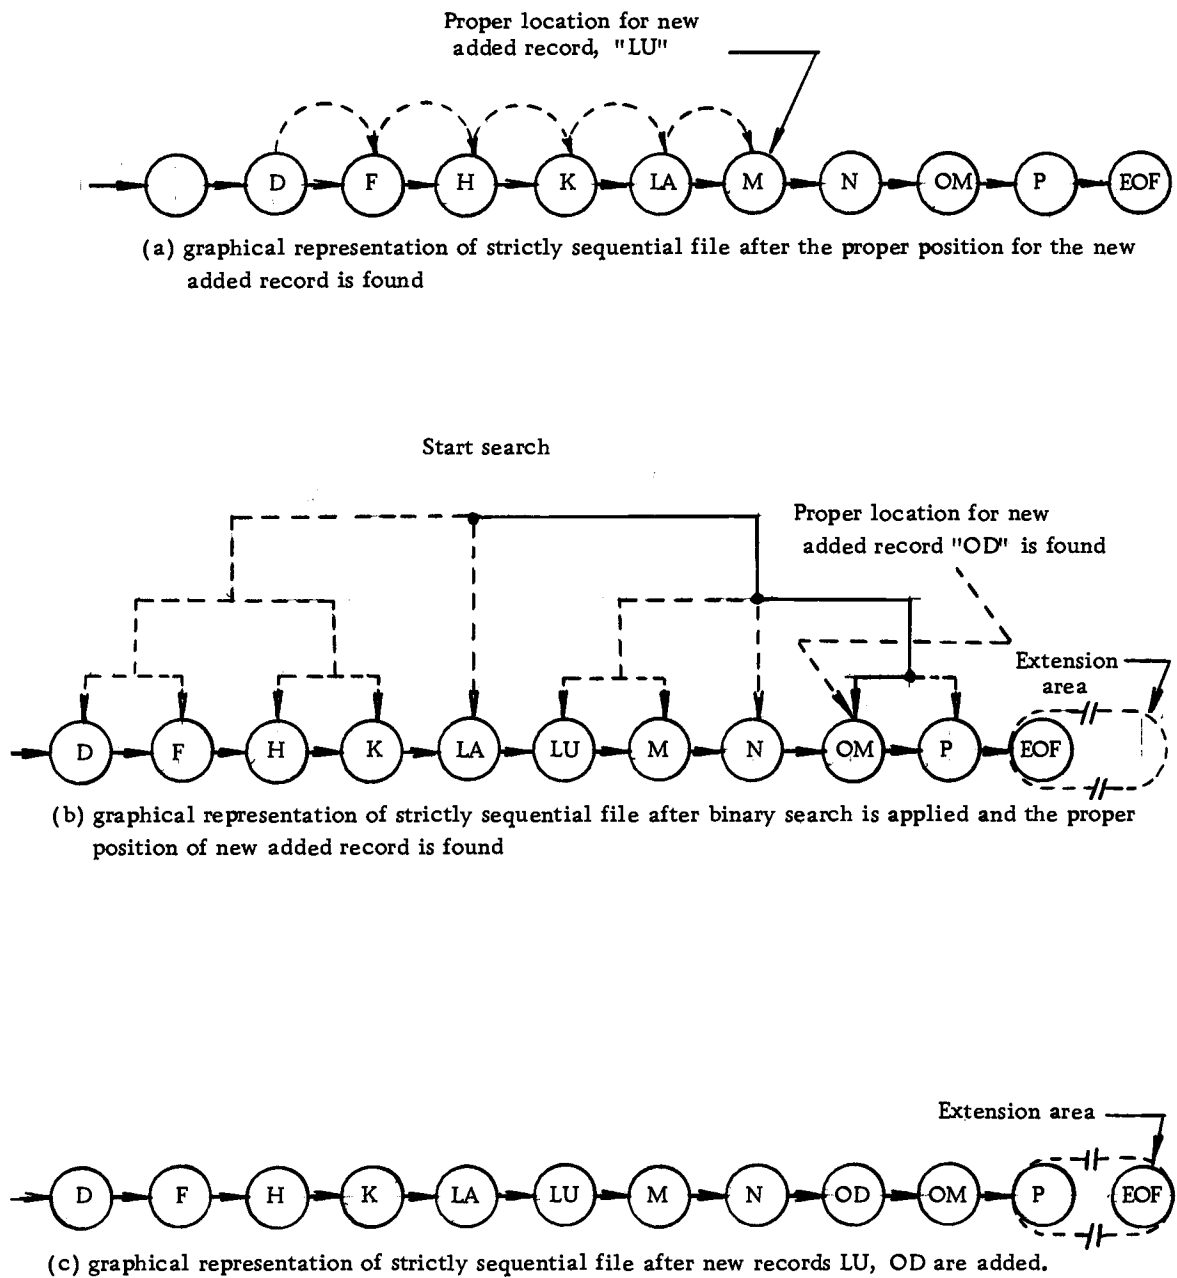 Proper location for new
added record, "LU"
D F H K LA M N OM P EOF
(a) graphical representation of strictly sequential file after the proper position for the new
added record is found
Start search
Proper location for new
added record "OD" is found
Extension
area
D F H K LA LU M N OM P EOF
(b) graphical representation of strictly sequential file after binary search is applied and the proper
position of new added record is found
Extension area
D F H K LA LU M N OD OM P EOF
(c) graphical representation of strictly sequential file after new records LU, OD are added.